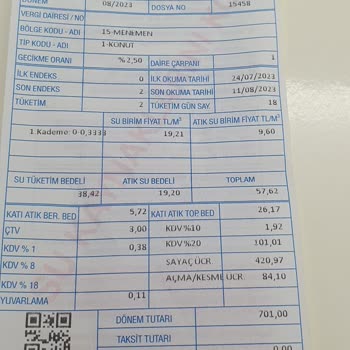 DÖNEM 08/2023 DOSYA NO 15458
VERGİ DAİRESİ / NO
BÖLGE KODU - ADI 15-MENEMEN
TİP KODU - ADI 1-KONUT
GECİKME ORANI %2,50 DAİRE ÇARPANI 1
İLK ENDEKS 0 İLK OKUMA TARİHİ 24/07/2023
SON ENDEKS 2 SON OKUMA TARİHİ 11/08/2023
TÜKETİM 2 TÜKETİM GÜN SAY. 18
SU BİRİM FİYAT TL/M³ ATIK SU BİRİM FİYAT TL/M³
1.Kademe: 0-0,3333 19,21 9,60
SU TÜKETİM BEDELİ ATIK SU BEDELİ TOPLAM
38,42 19,20 57,62
KATI ATIK BER. BED 5,72 KATI ATIK TOP.BED 26,17
ÇTV 3,00 KDV %10 1,92
KDV % 1 0,38 KDV %20 101,01
KDV % 8 SAYAÇ ÜCR. 420,97
KDV % 18 AÇMA/KESME ÜCR. 84,10
YUVARLAMA 0,11
DÖNEM TUTARI 701,00
TAKSİT TUTARI 0,00